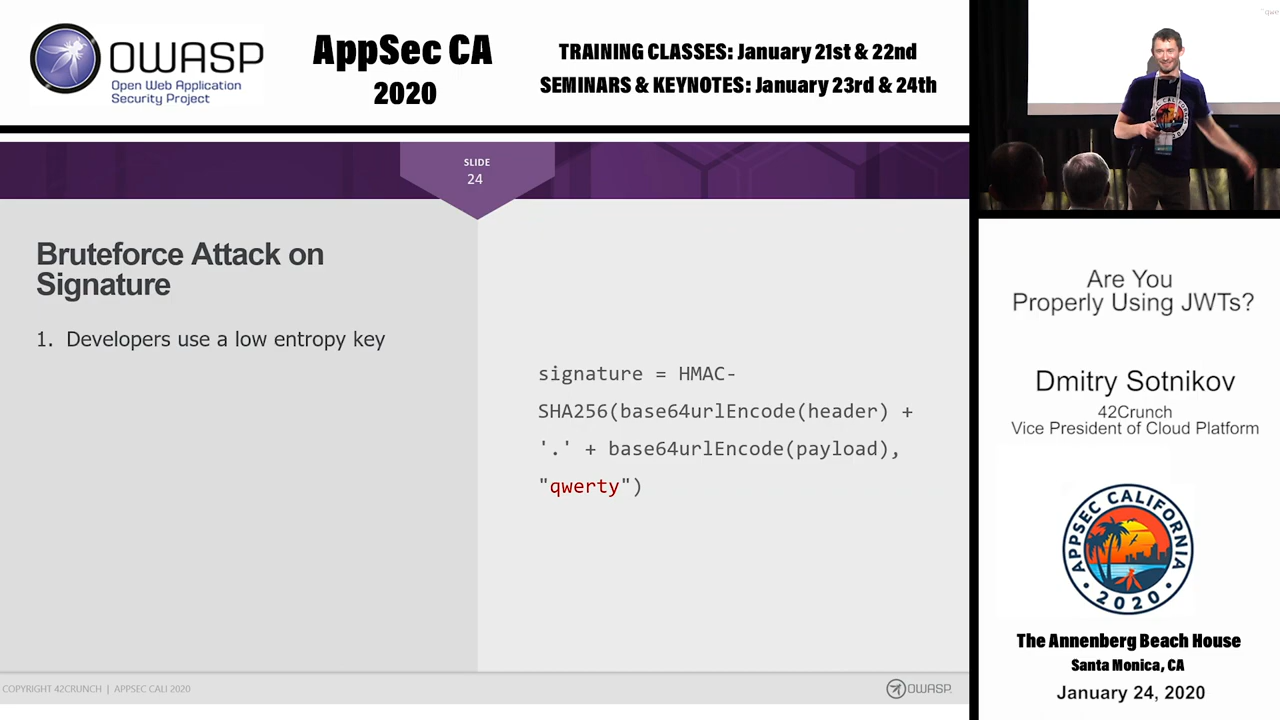 OWASP
Open Web Application
Security Project
AppSec CA
2020
TRAINING CLASSES: January 21st & 22nd
SEMINARS & KEYNOTES: January 23rd & 24th
SLIDE
24
Bruteforce Attack on
Signature
1. Developers use a low entropy key
signature = HMAC-
SHA256(base64urlEncode(header) +
'.' + base64urlEncode(payload),
"qwerty")
COPYRIGHT 42CRUNCH | APPSEC CALI 2020
OWASP
Are You
Properly Using JWTs?
Dmitry Sotnikov
42Crunch
Vice President of Cloud Platform
APPSEC CALIFORNIA
2020
The Annenberg Beach House
Santa Monica, CA
January 24, 2020